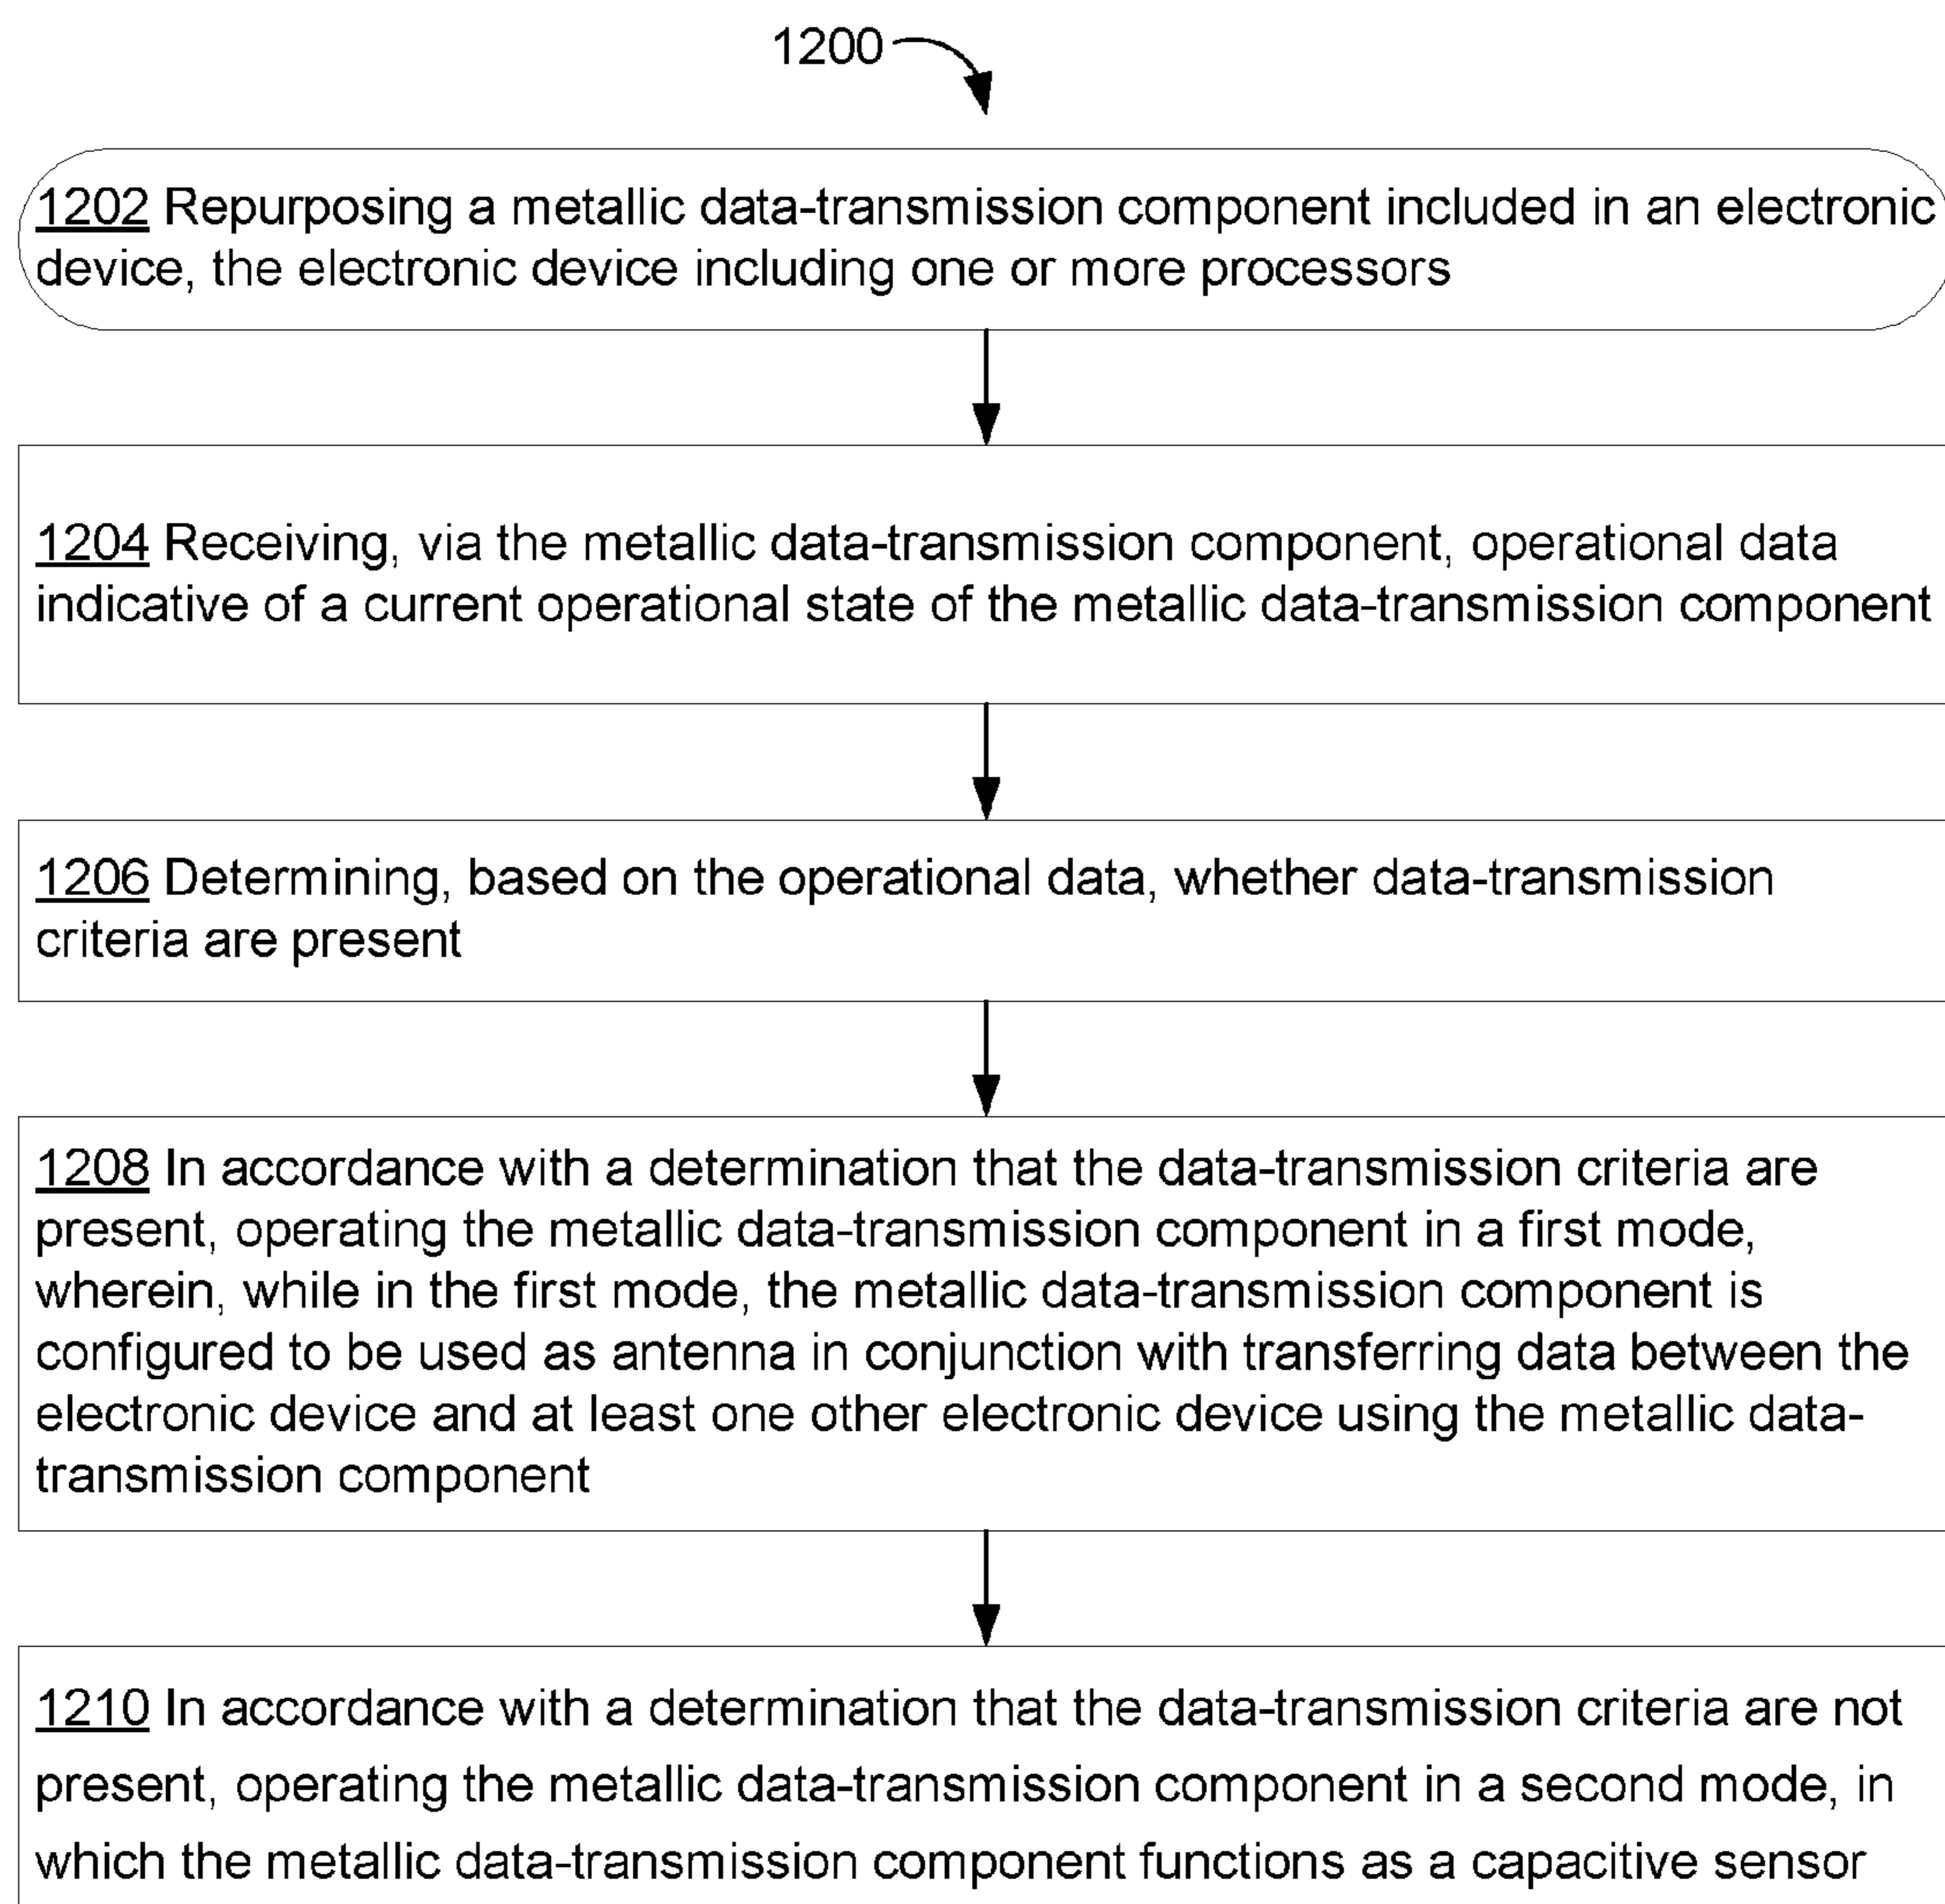 1200
1202 Repurposing a metallic data-transmission component included in an electronic
device, the electronic device including one or more processors
1204 Receiving, via the metallic data-transmission component, operational data
indicative of a current operational state of the metallic data-transmission component
1206 Determining, based on the operational data, whether data-transmission
criteria are present
1208 In accordance with a determination that the data-transmission criteria are
present, operating the metallic data-transmission component in a first mode,
wherein, while in the first mode, the metallic data-transmission component is
configured to be used as antenna in conjunction with transferring data between the
electronic device and at least one other electronic device using the metallic data-
transmission component
1210 In accordance with a determination that the data-transmission criteria are not
present, operating the metallic data-transmission component in a second mode, in
which the metallic data-transmission component functions as a capacitive sensor